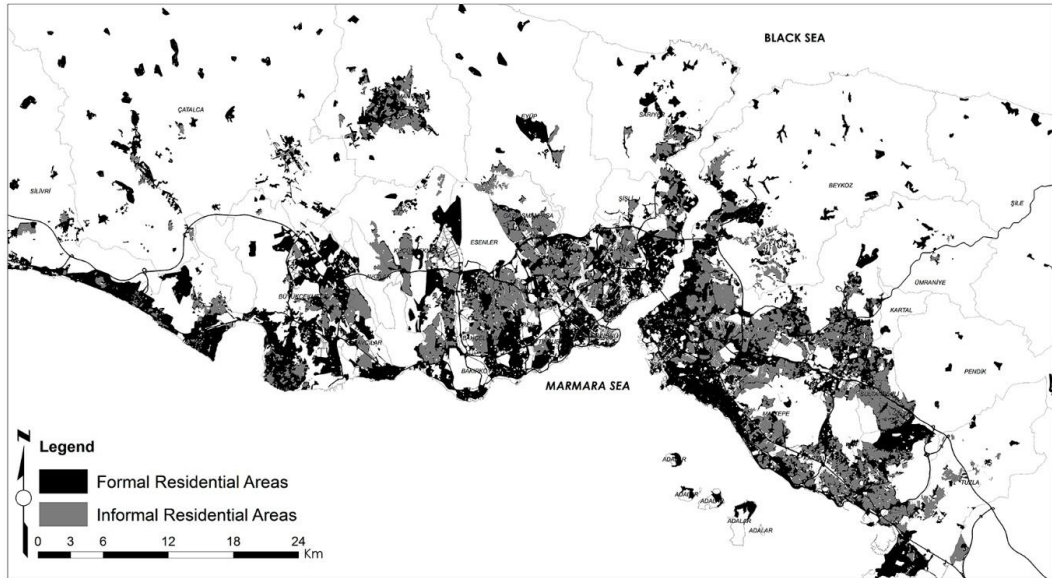 BLACK SEA
ÇATALCA
EYÜP
SARIYER
SİLİVRİ
BEYKOZ
ŞİLE
ŞİŞLİ
ESENLER
ÜMRANİYE
KARTAL
PENDİK
BAKIRKÖY
MARMARA SEA
MALTEPE
TUZLA
ADALAR
ADALAR
ADALAR
ADALAR
ADALAR
N
Legend
Formal Residential Areas
Informal Residential Areas
0 3 6 12 18 24
Km